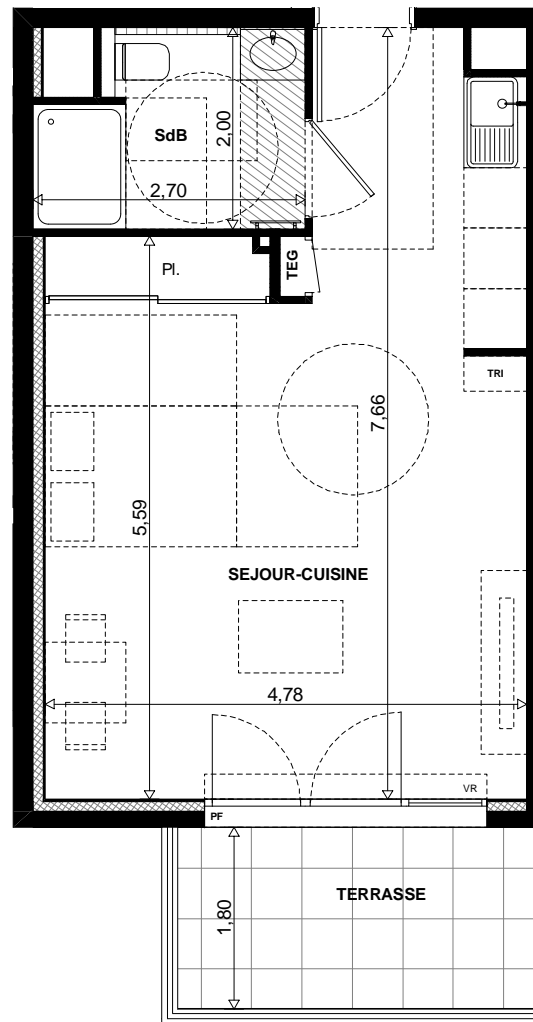 SdB
2,00
2,70
Pl.
TEG
TRI
7,66
5,59
SEJOUR-CUISINE
4,78
VR
PF
TERRASSE
1,80